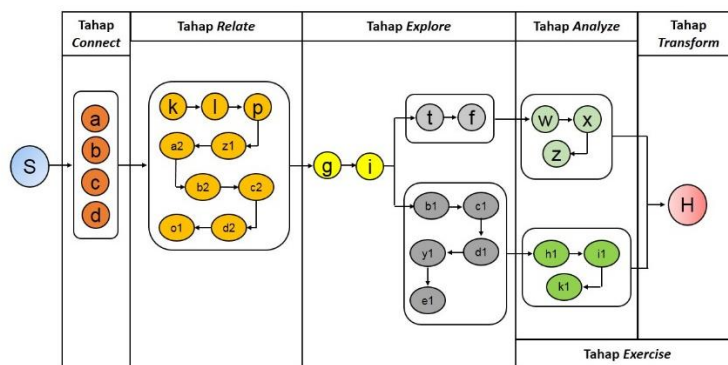 Tahap
Connect
Tahap Relate
Tahap Explore
Tahap Analyze
Tahap
Transform
S
a
b
c
d
k
l
p
a2
z1
b2
c2
o1
d2
g
i
t
f
b1
c1
y1
d1
e1
w
x
z
h1
i1
k1
H
Tahap Exercise